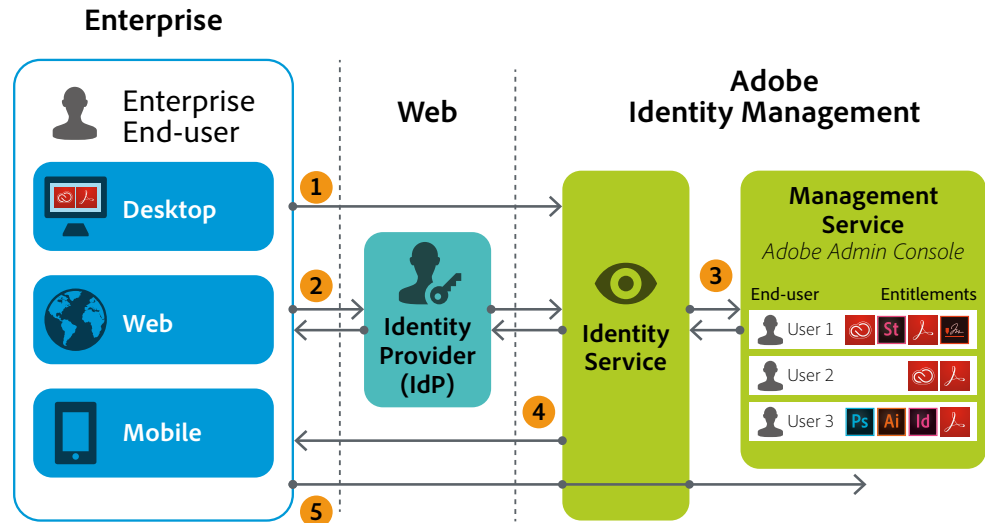 Enterprise
Web
Adobe
Identity Management
Enterprise
End-user
Desktop
Web
Mobile
1
2
3
4
5
Identity
Provider
(IdP)
Identity
Service
Management
Service
Adobe Admin Console
End-user Entitlements
User 1 St
User 2
User 3 Ps Ai Id